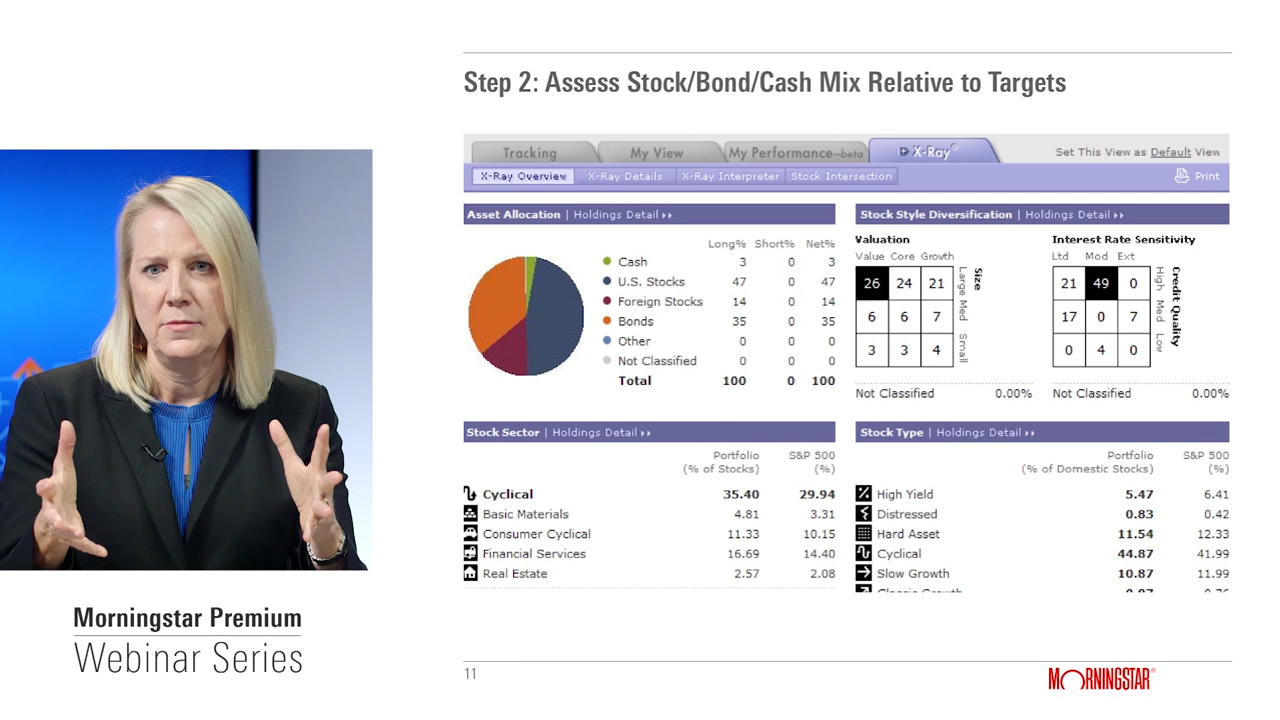 Step 2: Assess Stock/Bond/Cash Mix Relative to Targets
Tracking My View My Performance—beta X-Ray® Set This View as Default View
X-Ray Overview X-Ray Details X-Ray Interpreter Stock Intersection Print
Asset Allocation | Holdings Detail
Long% Short% Net%
Cash 3 0 3
U.S. Stocks 47 0 47
Foreign Stocks 14 0 14
Bonds 35 0 35
Other 0 0 0
Not Classified 0 0 0
Total 100 0 100
Stock Style Diversification | Holdings Detail
Valuation
Value Core Growth
26 24 21
6 6 7
3 3 4
Large Med Small
Size
Not Classified 0.00%
Interest Rate Sensitivity
Ltd Mod Ext
21 49 0
17 0 7
0 4 0
High Med Low
Credit Quality
Not Classified 0.00%
Stock Sector | Holdings Detail
Portfolio S&P 500
(% of Stocks) (%)
Cyclical 35.40 29.94
Basic Materials 4.81 3.31
Consumer Cyclical 11.33 10.15
Financial Services 16.69 14.40
Real Estate 2.57 2.08
Stock Type | Holdings Detail
Portfolio S&P 500
(% of Domestic Stocks) (%)
High Yield 5.47 6.41
Distressed 0.83 0.42
Hard Asset 11.54 12.33
Cyclical 44.87 41.99
Slow Growth 10.87 11.99
Morningstar Premium
Webinar Series
11
MORNINGSTAR®